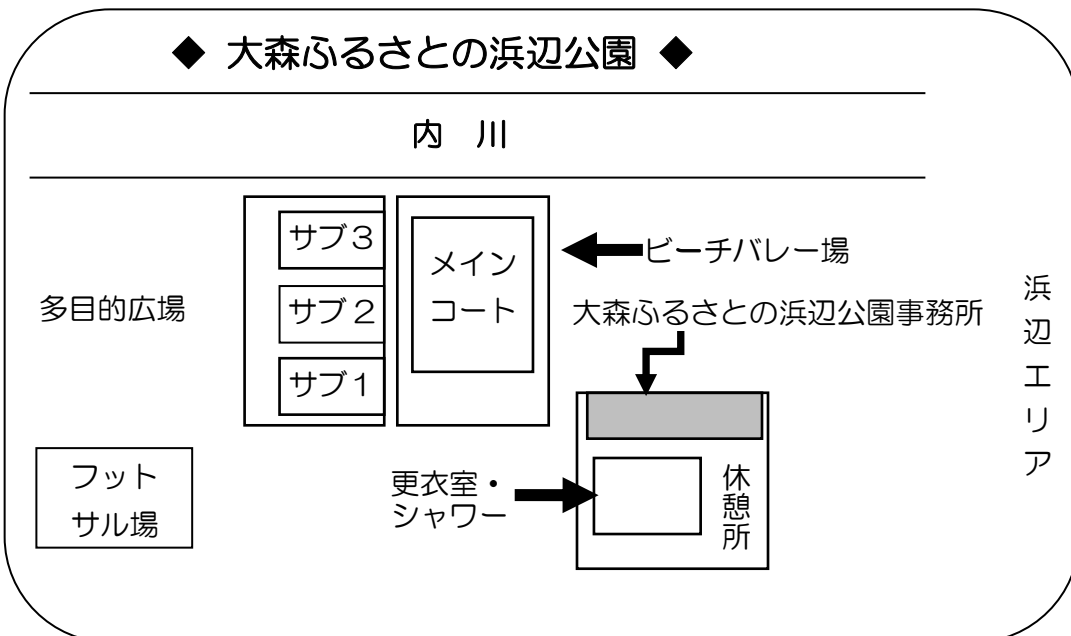 ◆ 大森ふるさとの浜辺公園 ◆
内 川
サブ３
サブ２
サブ１
メイン
コート
ビーチバレー場
多目的広場
大森ふるさとの浜辺公園事務所
浜辺エリア
フット
サル場
更衣室・
シャワー
休憩所